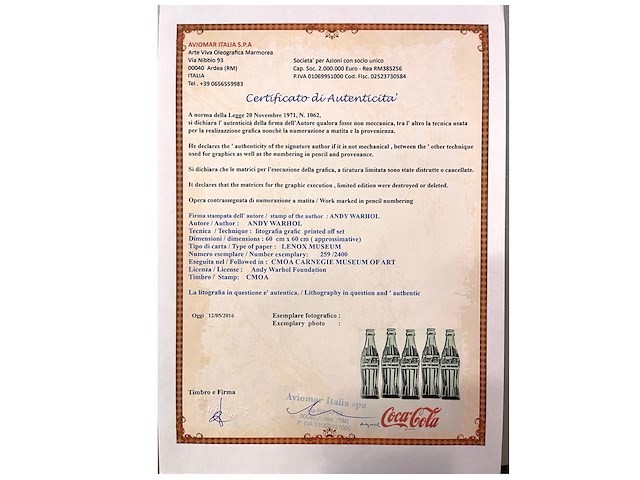 AVIOMAR ITALIA S.P.A
Arte Viva Oleografica Marmorea
Via Nibbio 93
00040 Ardea (RM)
ITALIA
Tel . +39 0656559983
Societa' per Azioni con socio unico
Cap. Soc. 2.000.000 Euro - Rea RM385256
P.IVA 01069951000 Cod. Fisc. 02523730584
Certificato di Autenticita'
A norma della Legge 20 Novembre 1971, N. 1062,
si dichiara l' autenticità della firma dell'Autore qualora fosse non meccanica, tra l' altro la tecnica usata
per la realizazzione grafica nonchè la numerazione a matita e la provenienza.
He declares the ' authenticity of the signature author if it is not mechanical , between the ' other technique
used for graphics as well as the numbering in pencil and provenance.
Si dichiara che le matrici per l'esecuzione della grafica, a tiratura limitata sono state distrutte o cancellate.
It declares that the matrices for the graphic execution , limited edition were destroyed or deleted.
Opera contrassegnata di numerazione a matita / Work marked in pencil numbering
Firma stampata dell' autore / stamp of the author : ANDY WARHOL
Autore / Author : ANDY WARHOL
Tecnica / Technique : litografia grafic printed off set
Dimensioni / dimensions : 60 cm x 60 cm ( approssimative)
Tipo di carta / Type of paper : LENOX MUSEUM
Numero esemplare / Number exemplary: 259 /2400
Eseguita nel / Followed in : CMOA CARNEGIE MUSEUM OF ART
Licenza / License : Andy Warhol Foundation
Timbro / Stamp: CMOA
La litografia in questione e' autentica. / Lithography in question and ' authentic
Oggi 12/05/2016
Esemplare fotografico :
Exemplary photo :
Timbro e Firma
Aviomar Italia spa
00040 Ardea (RM)
Coca-Cola